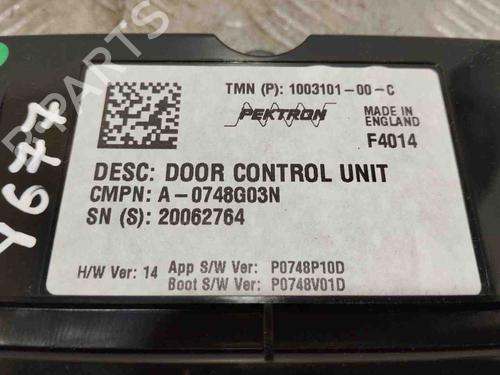 TMN (P): 1003101-00-C
PEKTRON
MADE IN
ENGLAND
F4014
DESC: DOOR CONTROL UNIT
CMPN: A-0748G03N
SN (S): 20062764
H/W Ver: 14 App S/W Ver: P0748P10D
Boot S/W Ver: P0748V01D
4677